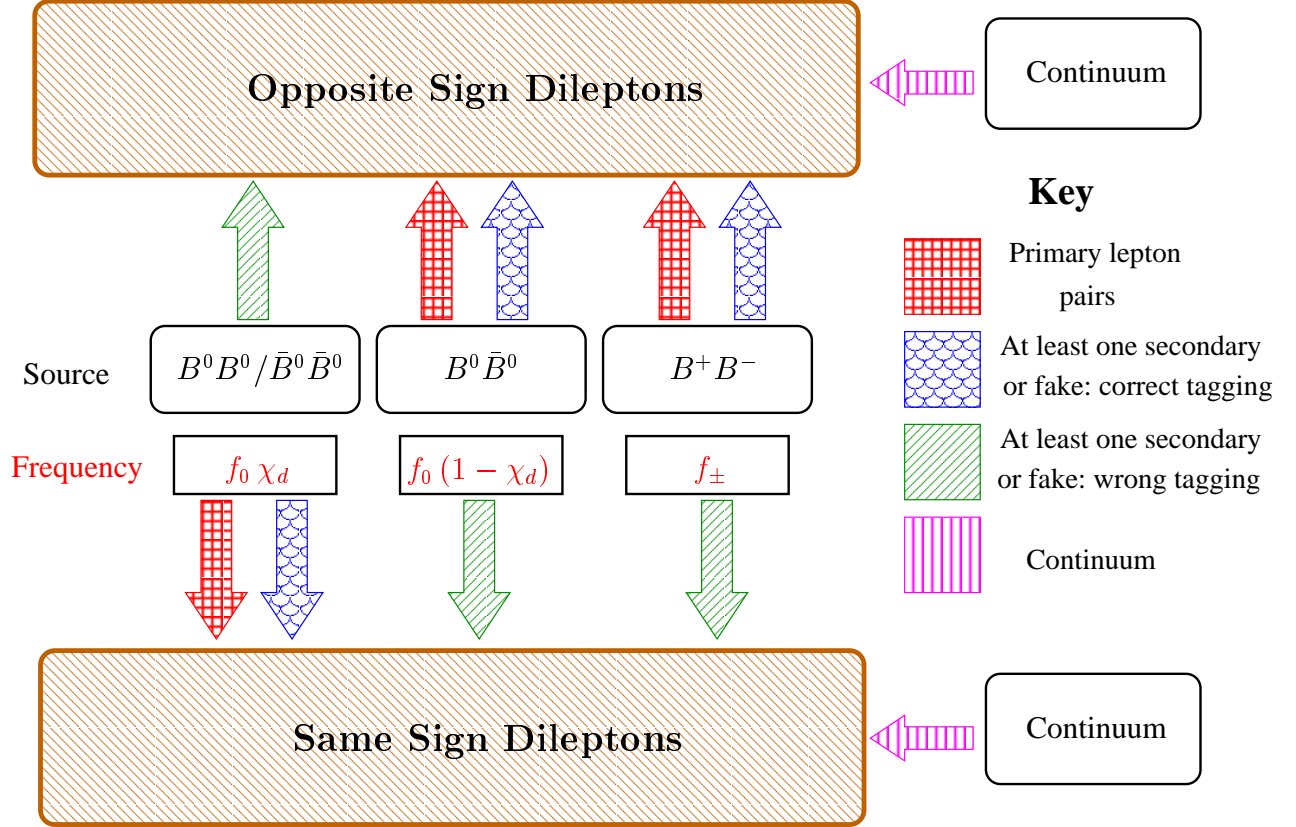 Opposite Sign Dileptons
Continuum
Key
Primary lepton
pairs
At least one secondary
or fake: correct tagging
At least one secondary
or fake: wrong tagging
Continuum
Source
B⁰B⁰/B̄⁰B̄⁰
B⁰B̄⁰
B⁺B⁻
Frequency
f₀ χ_d
f₀ (1 − χ_d)
f_±
Same Sign Dileptons
Continuum